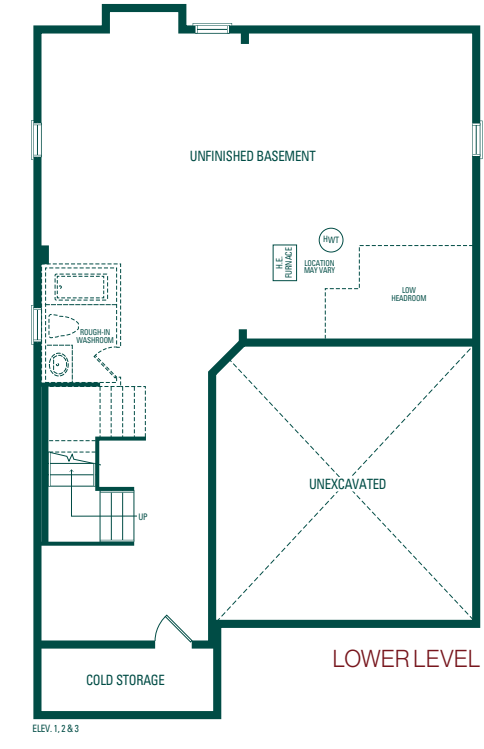 UNFINISHED BASEMENT
HWT
H.E.
FURNACE
LOCATION
MAY VARY
LOW
HEADROOM
ROUGH-IN
WASHROOM
UNEXCAVATED
UP
LOWER LEVEL
COLD STORAGE
ELEV. 1, 2 & 3